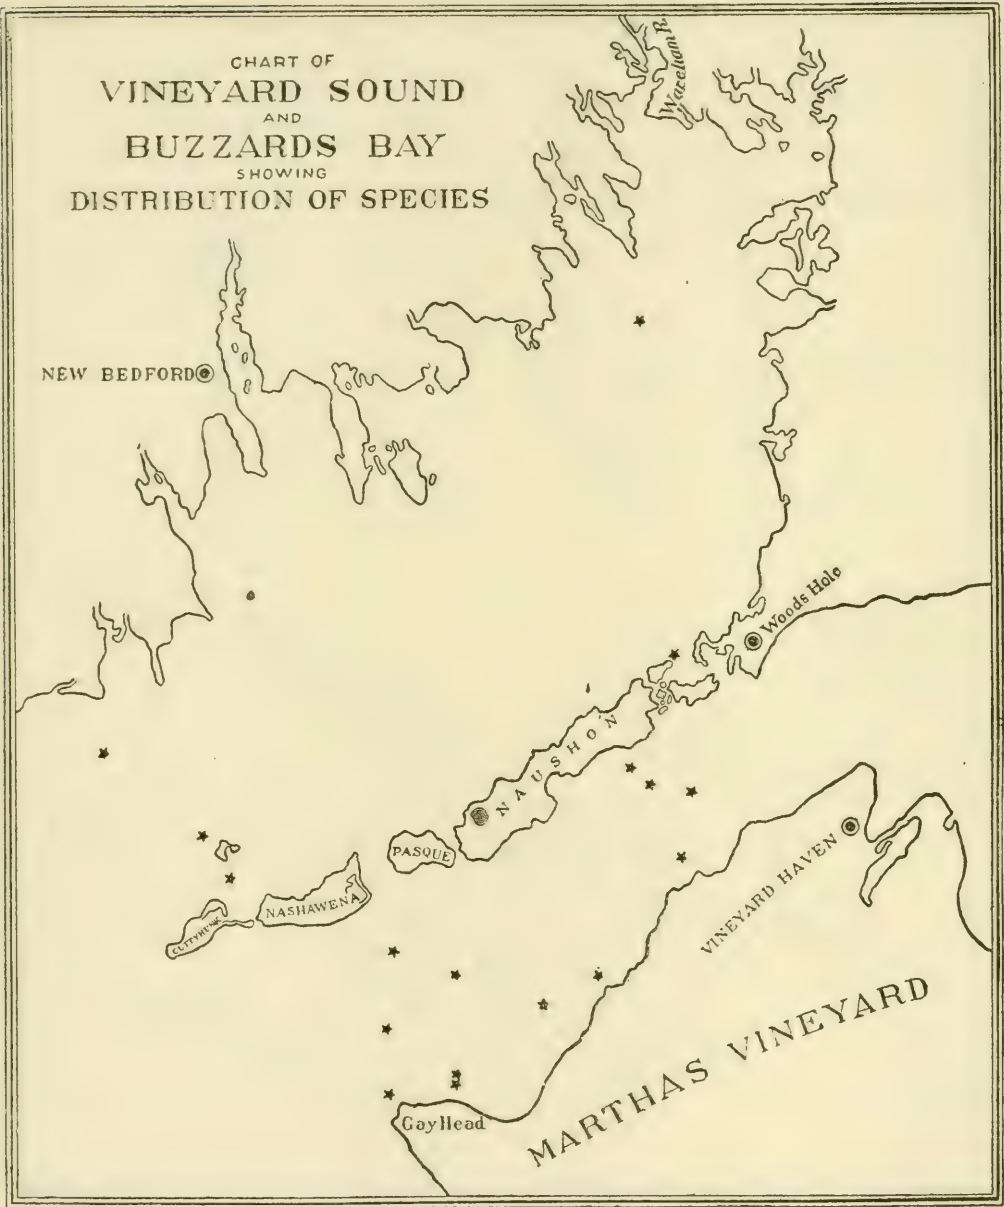 CHART OF
VINEYARD SOUND
AND
BUZZARDS BAY
SHOWING
DISTRIBUTION OF SPECIES
Wareham R.
NEW BEDFORD
Woods Hole
NAUSHON
PASQUE
NASHAWENA
CUTTYHUNK
VINEYARD HAVEN
MARTHAS VINEYARD
Gay Head